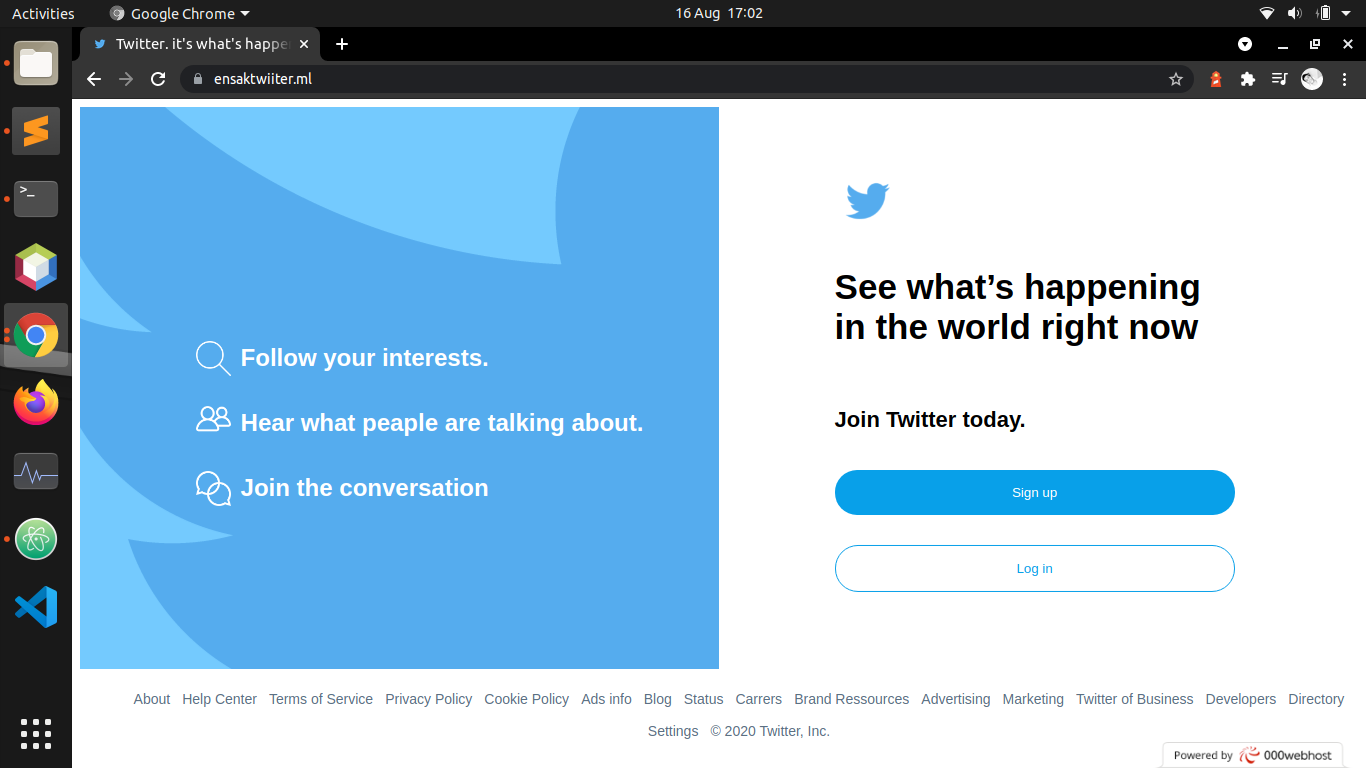 Activities Google Chrome 16 Aug 17:02
Twitter. it's what's happe
ensaktwiiter.ml
>_
See what’s happening
in the world right now
Follow your interests.
Hear what peaple are talking about.
Join the conversation
Join Twitter today.
Sign up
Log in
About Help Center Terms of Service Privacy Policy Cookie Policy Ads info Blog Status Carrers Brand Ressources Advertising Marketing Twitter of Business Developers Directory
Settings © 2020 Twitter, Inc.
Powered by 000webhost